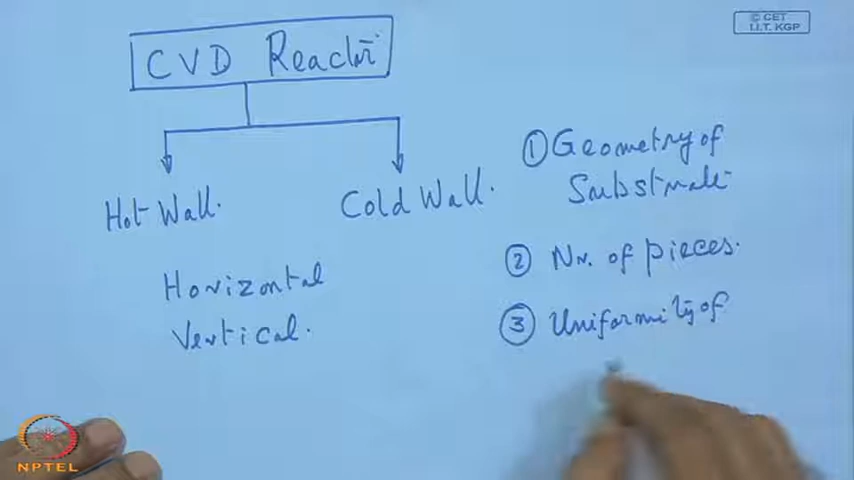 © CET
I.I.T. KGP
CVD Reactor
Hot Wall.
Cold Wall.
Horizontal
Vertical.
① Geometry of
Substrate
② Nr. of pieces.
③ Uniformity of
NPTEL